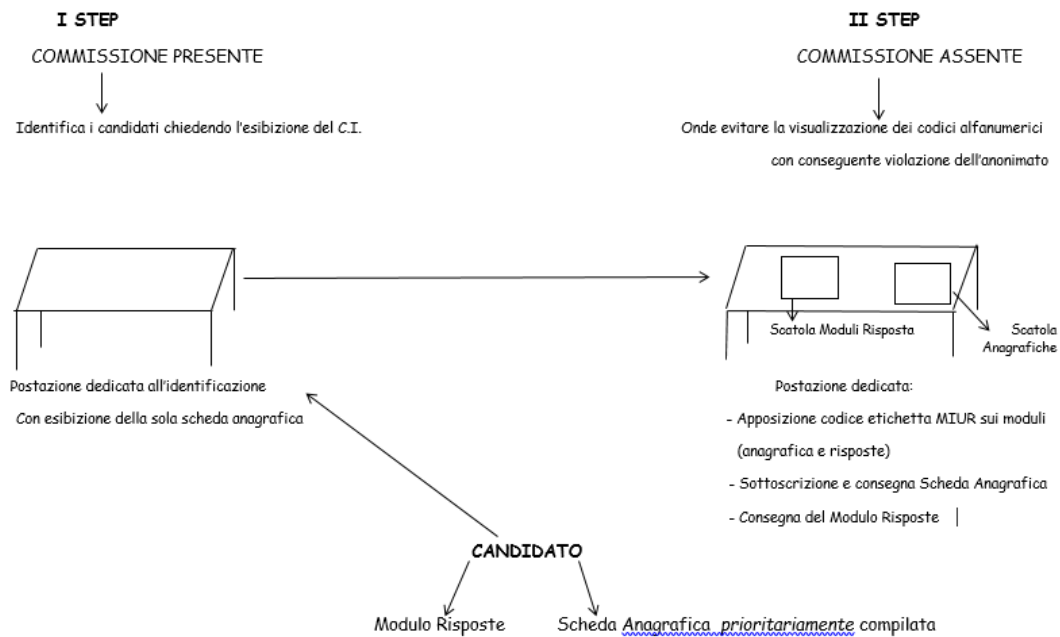 I STEP
COMMISSIONE PRESENTE
Identifica i candidati chiedendo l'esibizione del C.I.
II STEP
COMMISSIONE ASSENTE
Onde evitare la visualizzazione dei codici alfanumerici
con conseguente violazione dell'anonimato
Scatola Moduli Risposta
Scatola
Anagrafiche
Postazione dedicata all'identificazione
Con esibizione della sola scheda anagrafica
Postazione dedicata:
- Apposizione codice etichetta MIUR sui moduli
(anagrafica e risposte)
- Sottoscrizione e consegna Scheda Anagrafica
- Consegna del Modulo Risposte
CANDIDATO
Modulo Risposte
Scheda Anagrafica prioritariamente compilata